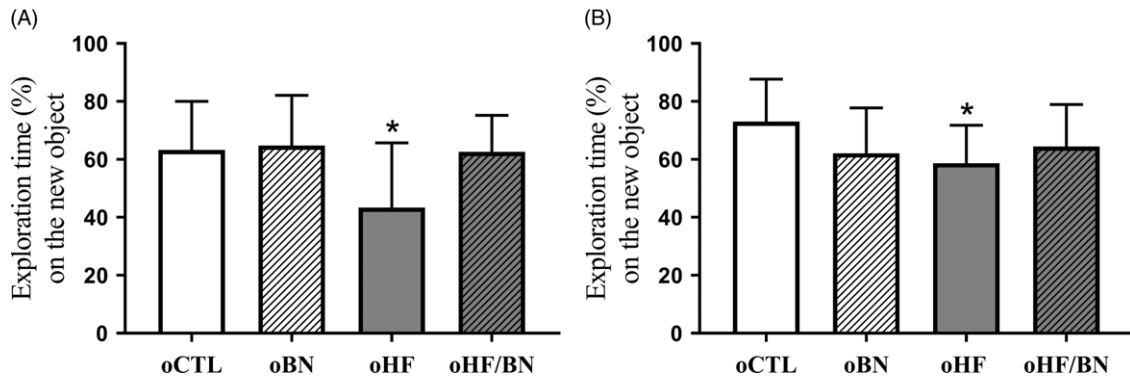 (A)
Exploration time (%)
on the new object
100
80
60
40
20
0
*
oCTL oBN oHF oHF/BN
(B)
Exploration time (%)
on the new object
100
80
60
40
20
0
*
oCTL oBN oHF oHF/BN